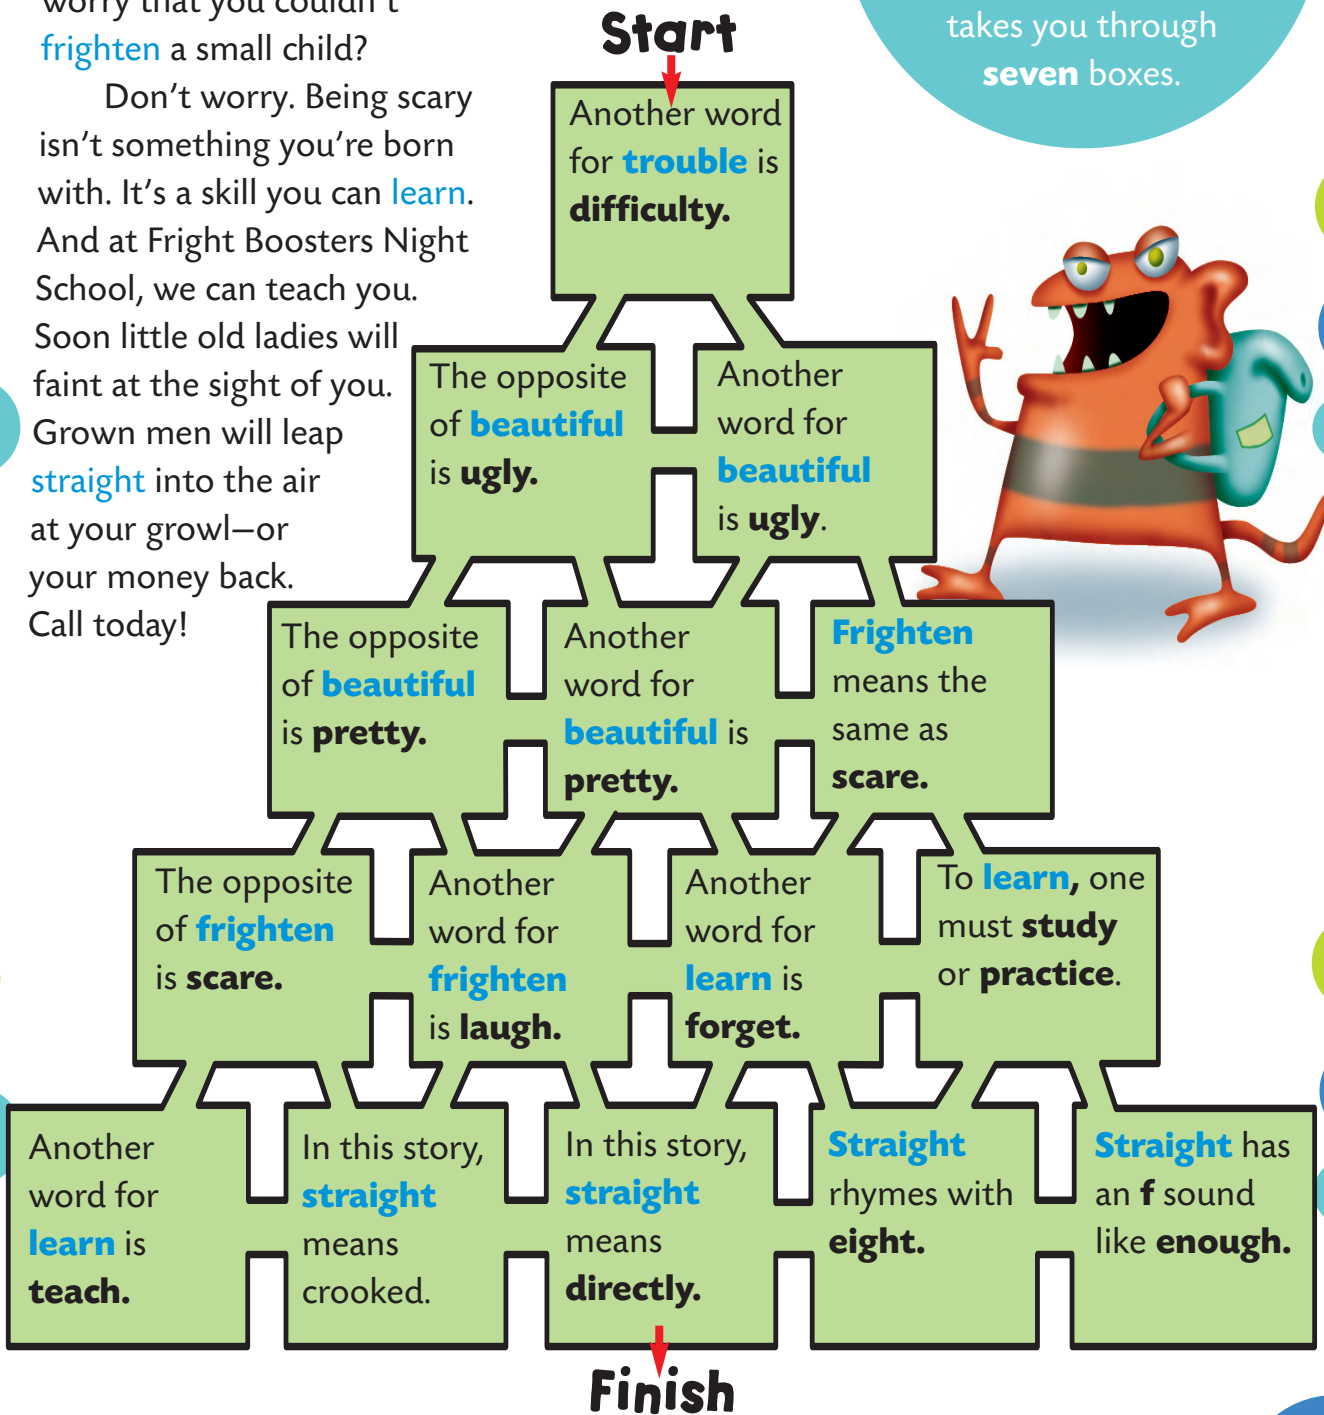 worry that you couldn't
frighten a small child?
Don't worry. Being scary
isn't something you're born
with. It's a skill you can learn.
And at Fright Boosters Night
School, we can teach you.
Soon little old ladies will
faint at the sight of you.
Grown men will leap
straight into the air
at your growl—or
your money back.
Call today!
takes you through
seven boxes.
Start
Another word
for trouble is
difficulty.
The opposite
of beautiful
is ugly.
Another
word for
beautiful
is ugly.
The opposite
of beautiful
is pretty.
Another
word for
beautiful is
pretty.
Frighten
means the
same as
scare.
The opposite
of frighten
is scare.
Another
word for
frighten
is laugh.
Another
word for
learn is
forget.
To learn, one
must study
or practice.
Another
word for
learn is
teach.
In this story,
straight
means
crooked.
In this story,
straight
means
directly.
Straight
rhymes with
eight.
Straight has
an f sound
like enough.
Finish